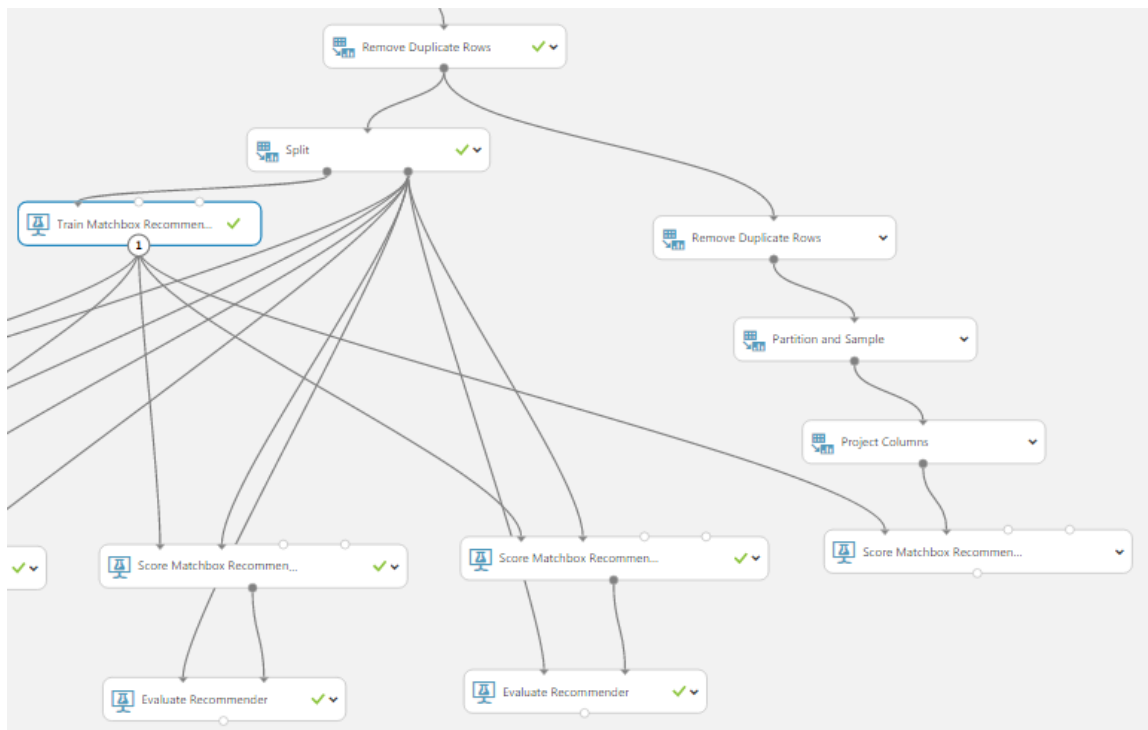 Remove Duplicate Rows
Split
Train Matchbox Recommen...
1
Remove Duplicate Rows
Partition and Sample
Project Columns
Score Matchbox Recommen...
Score Matchbox Recommen...
Score Matchbox Recommen...
Evaluate Recommender
Evaluate Recommender